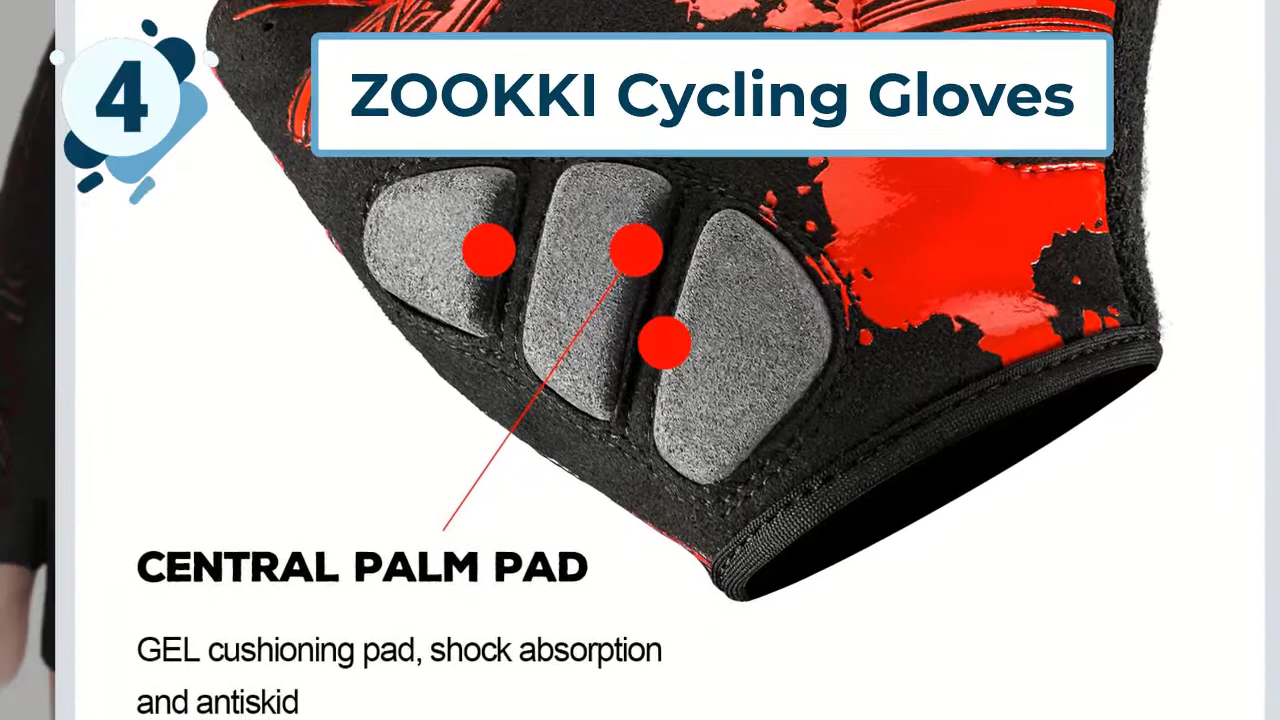 4
ZOOKKI Cycling Gloves
CENTRAL PALM PAD
GEL cushioning pad, shock absorption
and antiskid